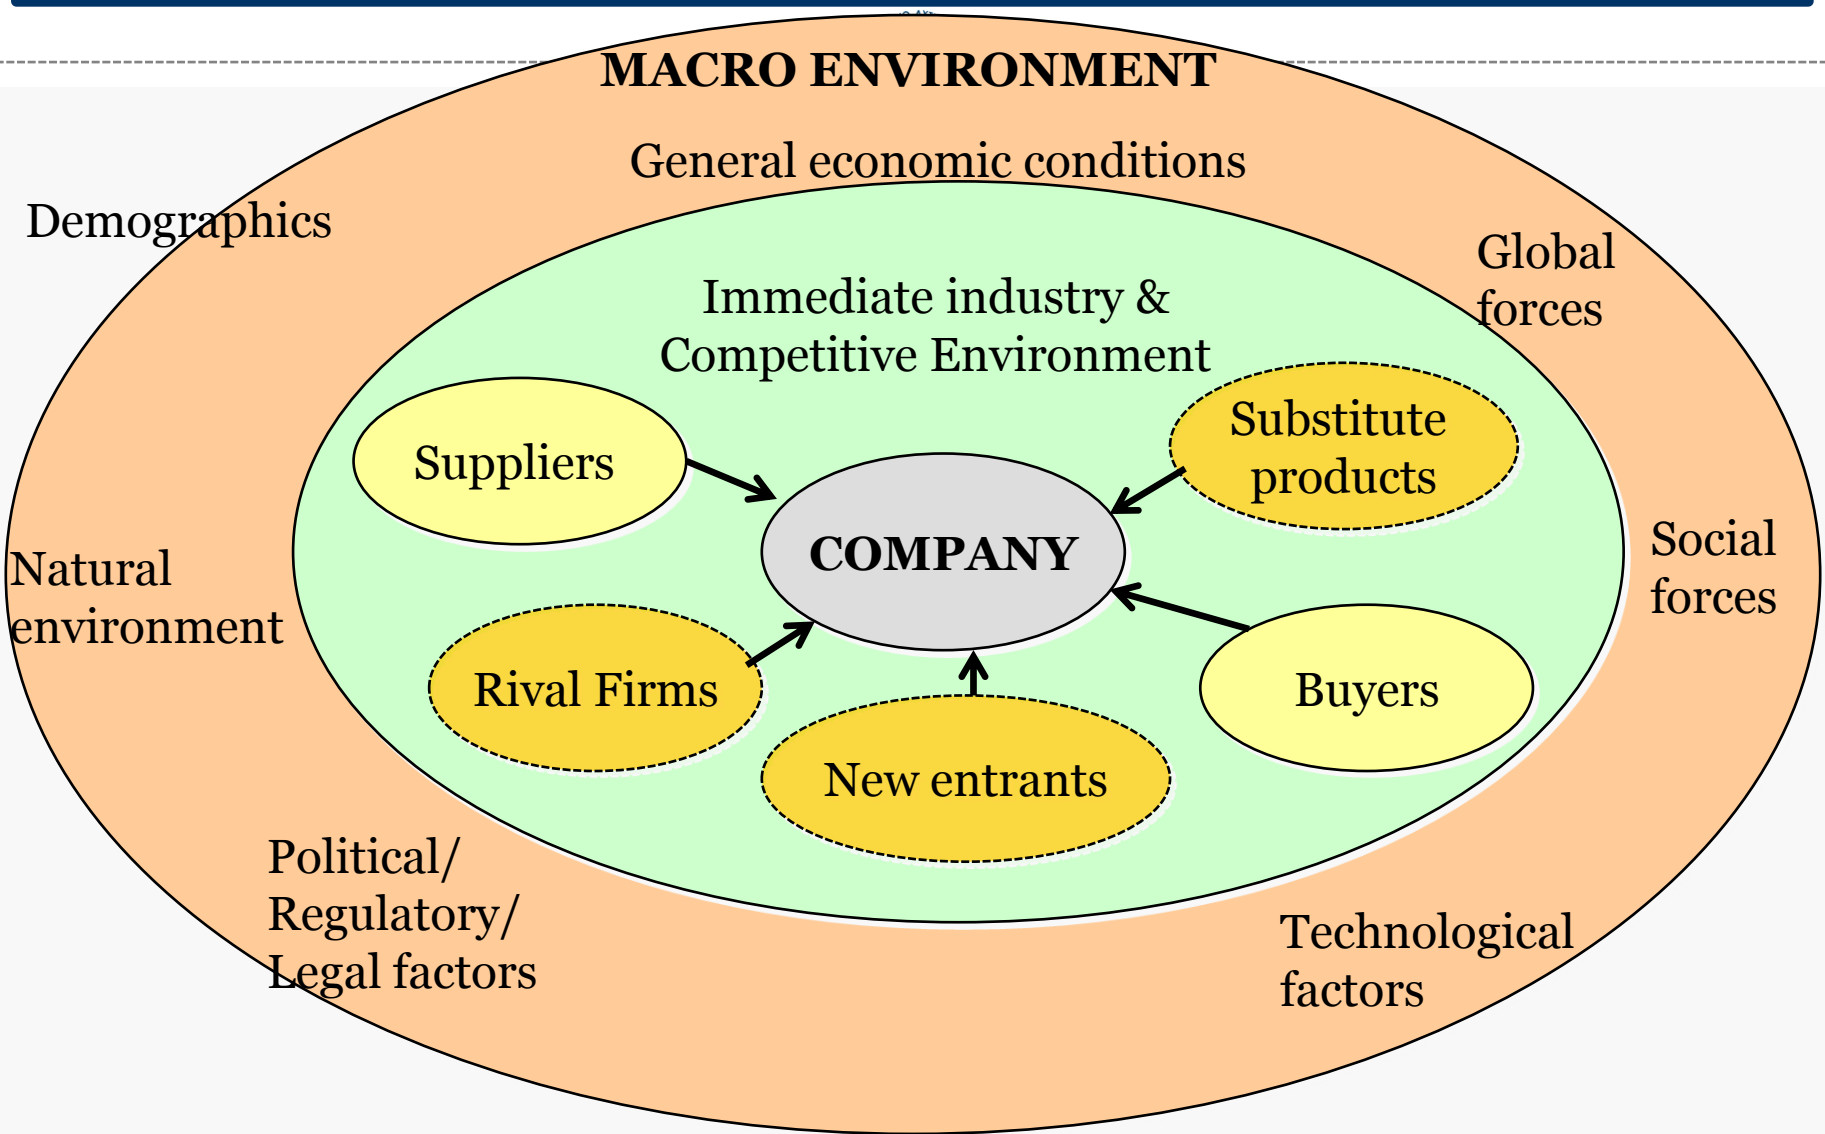 MACRO ENVIRONMENT
General economic conditions
Demographics
Global
forces
Immediate industry &
Competitive Environment
Suppliers
Substitute
products
COMPANY
Natural
environment
Social
forces
Rival Firms
Buyers
New entrants
Political/
Regulatory/
Legal factors
Technological
factors